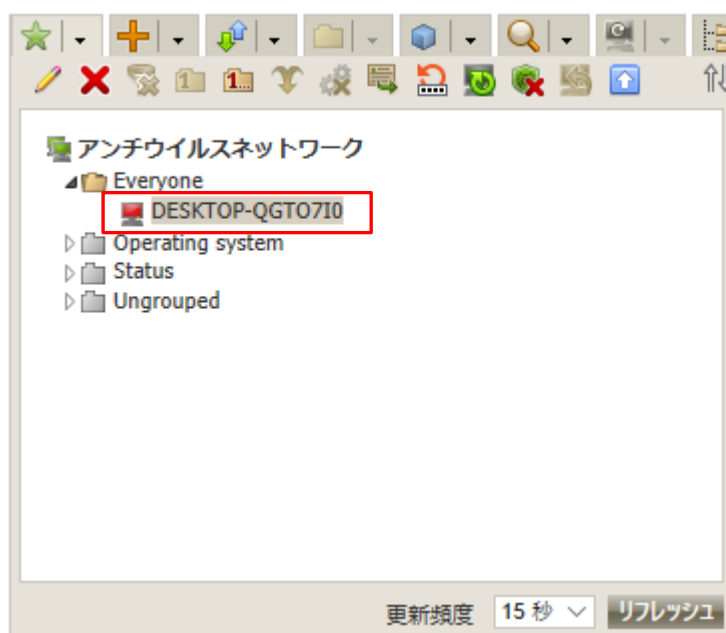 アンチウイルスネットワーク
Everyone
DESKTOP-QGTO7I0
Operating system
Status
Ungrouped
更新頻度 15 秒 リフレッシュ